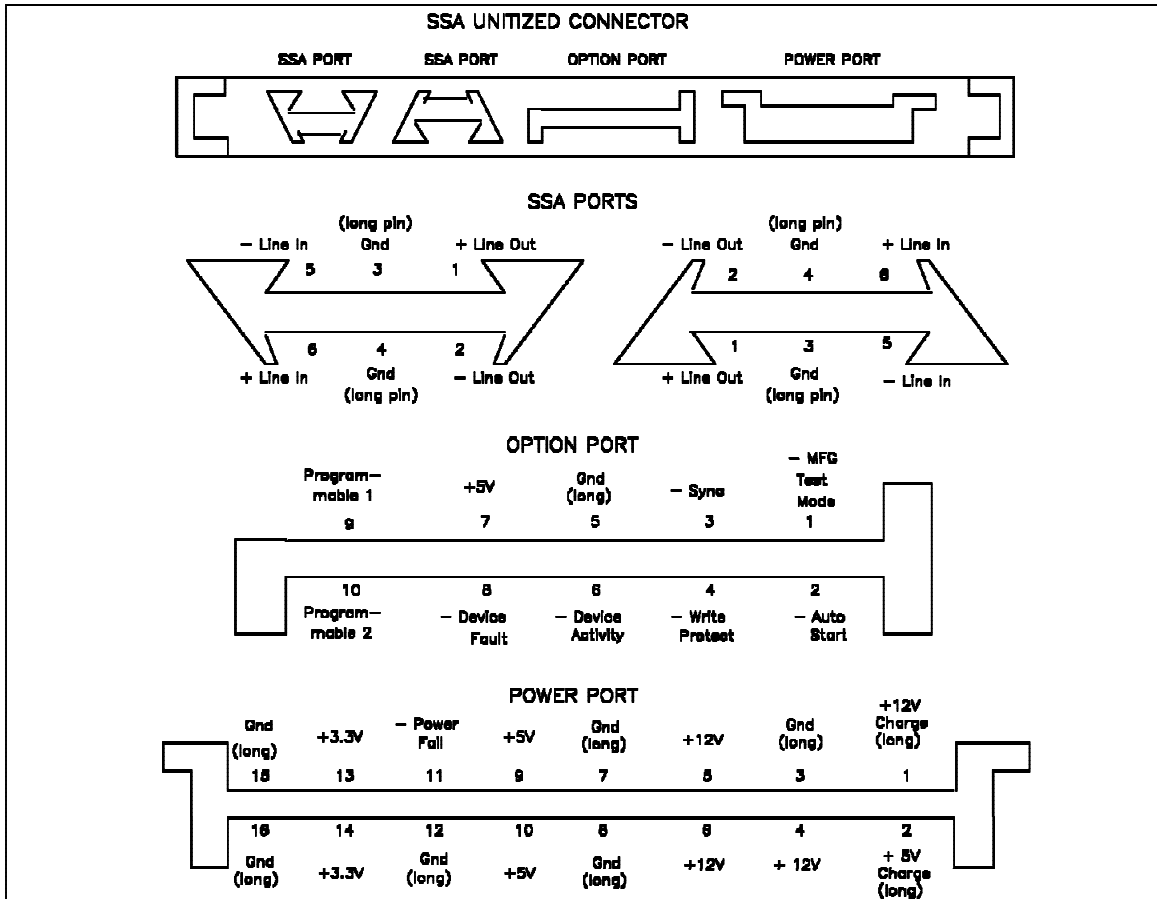 SSA UNITIZED CONNECTOR
SSA PORT SSA PORT OPTION PORT POWER PORT
SSA PORTS
(long pin) (long pin)
– Line In Gnd + Line Out – Line Out Gnd + Line In
5 3 1 2 4 6
6 4 2 1 3 5
+ Line In Gnd – Line Out + Line Out Gnd – Line In
(long pin) (long pin)
OPTION PORT
– MFG
Program– Gnd Test
mable 1 +5V (long) – Sync Mode
9 7 5 3 1
10 8 6 4 2
Program– – Device – Device – Write – Auto
mable 2 Fault Activity Protect Start
POWER PORT
+12V
Gnd – Power Gnd Gnd Charge
(long) +3.3V Fail +5V (long) +12V (long) (long)
15 13 11 9 7 5 3 1
16 14 12 10 8 6 4 2
Gnd Gnd Gnd + 5V
(long) +3.3V (long) +5V (long) +12V + 12V Charge
(long)